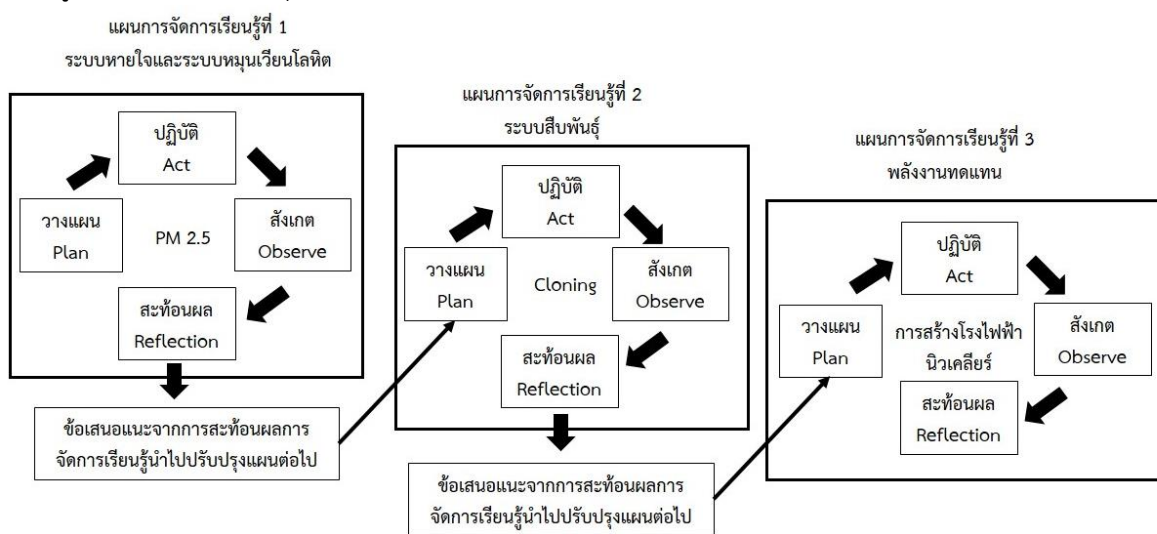 แผนการจัดการเรียนรู้ที่ 1
ระบบหายใจและระบบหมุนเวียนโลหิต
ปฏิบัติ
Act
วางแผน
Plan
PM 2.5
สังเกต
Observe
สะท้อนผล
Reflection
ข้อเสนอแนะจากการสะท้อนผลการ
จัดการเรียนรู้นำไปปรับปรุงแผนต่อไป
แผนการจัดการเรียนรู้ที่ 2
ระบบสืบพันธุ์
ปฏิบัติ
Act
วางแผน
Plan
Cloning
สังเกต
Observe
สะท้อนผล
Reflection
ข้อเสนอแนะจากการสะท้อนผลการ
จัดการเรียนรู้นำไปปรับปรุงแผนต่อไป
แผนการจัดการเรียนรู้ที่ 3
พลังงานทดแทน
ปฏิบัติ
Act
วางแผน
Plan
การสร้างโรงไฟฟ้า
นิวเคลียร์
สังเกต
Observe
สะท้อนผล
Reflection